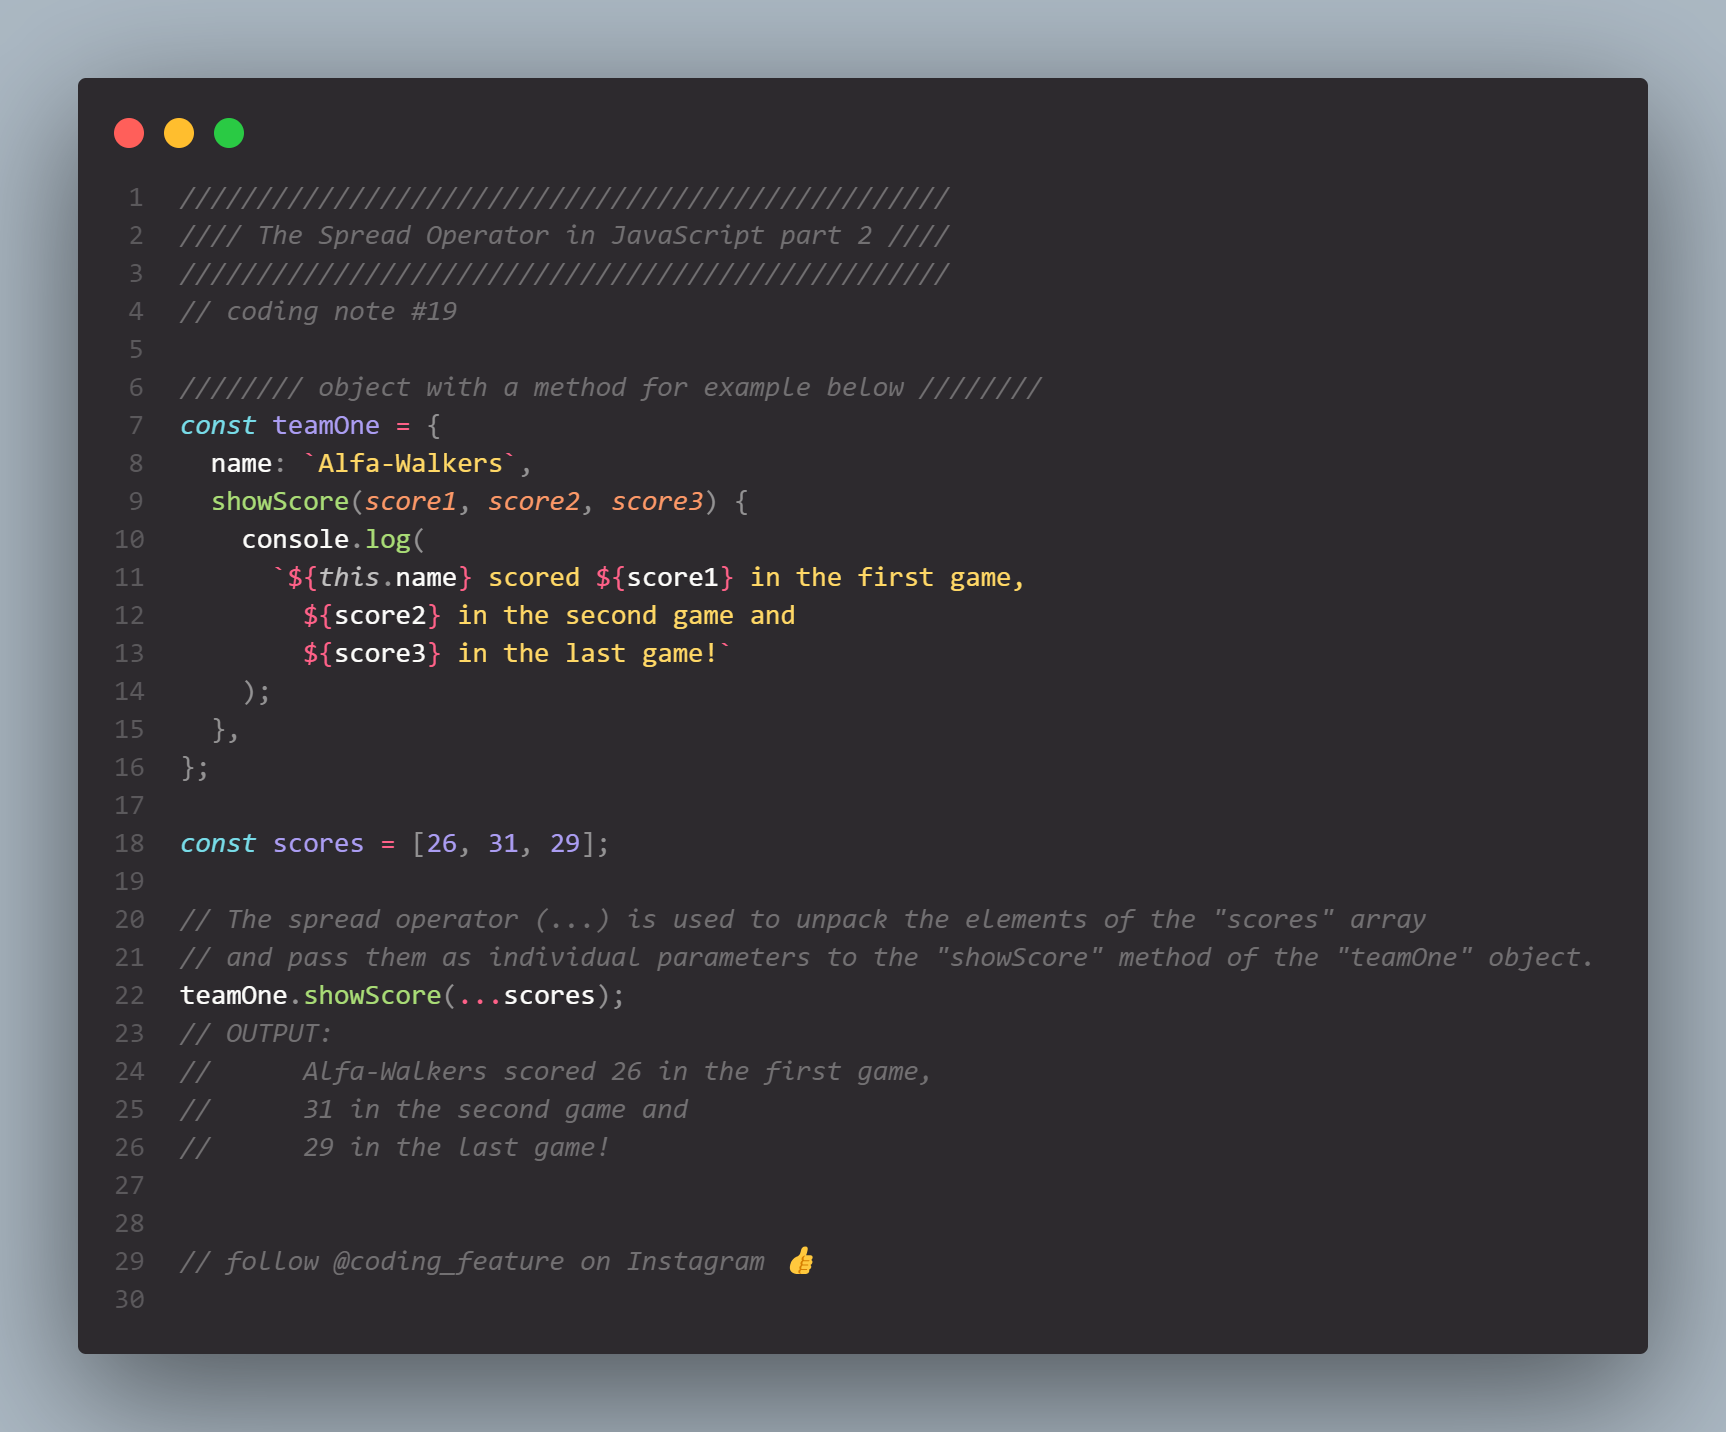 1 //////////////////////////////////////////////////
2 //// The Spread Operator in JavaScript part 2 ////
3 //////////////////////////////////////////////////
4 // coding note #19
5
6 //////// object with a method for example below ////////
7 const teamOne = {
8   name: `Alfa-Walkers`,
9   showScore(score1, score2, score3) {
10     console.log(
11       `${this.name} scored ${score1} in the first game,
12         ${score2} in the second game and
13         ${score3} in the last game!`
14     );
15   },
16 };
17
18 const scores = [26, 31, 29];
19
20 // The spread operator (...) is used to unpack the elements of the "scores" array
21 // and pass them as individual parameters to the "showScore" method of the "teamOne" object.
22 teamOne.showScore(...scores);
23 // OUTPUT:
24 //      Alfa-Walkers scored 26 in the first game,
25 //      31 in the second game and
26 //      29 in the last game!
27
28
29 // follow @coding_feature on Instagram 👍
30